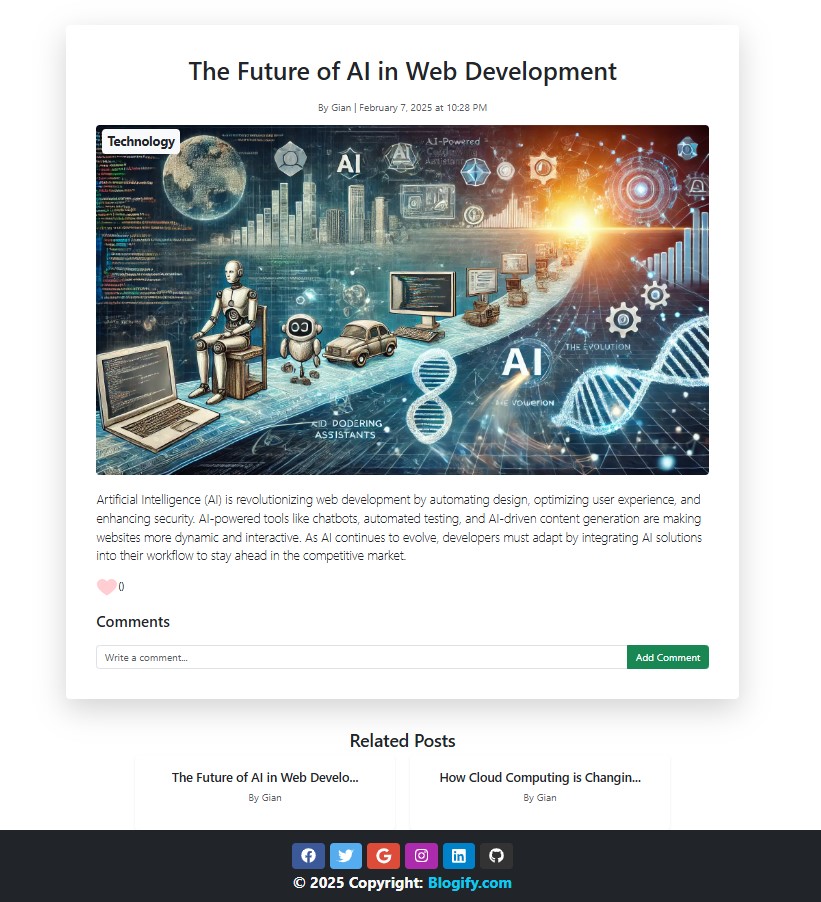 The Future of AI in Web Development
By Gian | February 7, 2025 at 10:28 PM
Technology
AI
AI
AI-Powered
AI
THE EVOLUTION
DODERING
ASSISTANTS
Artificial Intelligence (AI) is revolutionizing web development by automating design, optimizing user experience, and
enhancing security. AI-powered tools like chatbots, automated testing, and AI-driven content generation are making
websites more dynamic and interactive. As AI continues to evolve, developers must adapt by integrating AI solutions
into their workflow to stay ahead in the competitive market.
0
Comments
Write a comment...
Add Comment
Related Posts
The Future of AI in Web Develo...
By Gian
How Cloud Computing is Changin...
By Gian
© 2025 Copyright: Blogify.com